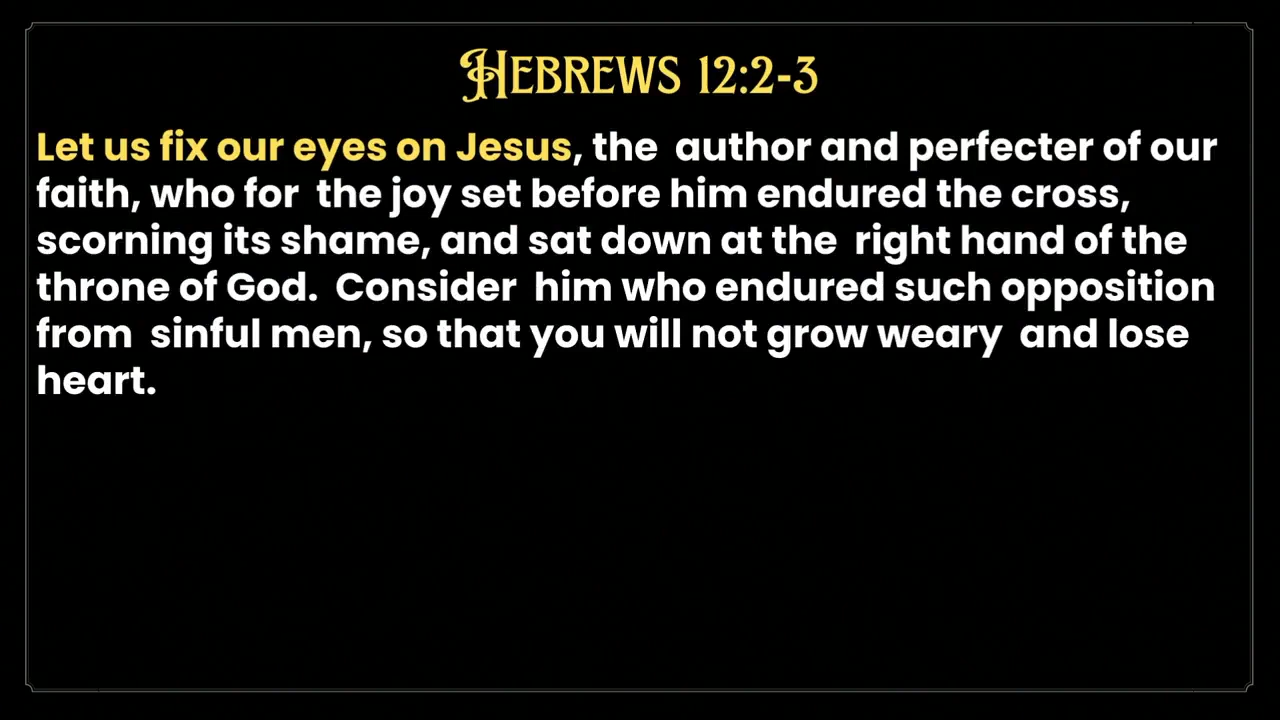 Hebrews 12:2-3
Let us fix our eyes on Jesus, the author and perfecter of our
faith, who for the joy set before him endured the cross,
scorning its shame, and sat down at the right hand of the
throne of God. Consider him who endured such opposition
from sinful men, so that you will not grow weary and lose
heart.